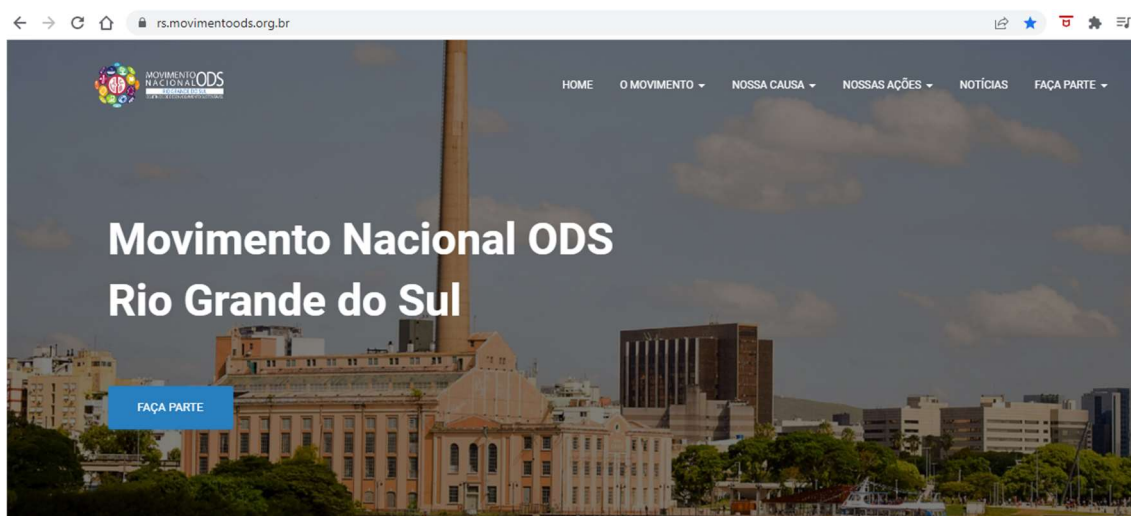 rs.movimentoods.org.br
MOVIMENTO
NACIONAL ODS
HOME O MOVIMENTO NOSSA CAUSA NOSSAS AÇÕES NOTÍCIAS FAÇA PARTE
Movimento Nacional ODS
Rio Grande do Sul
FAÇA PARTE